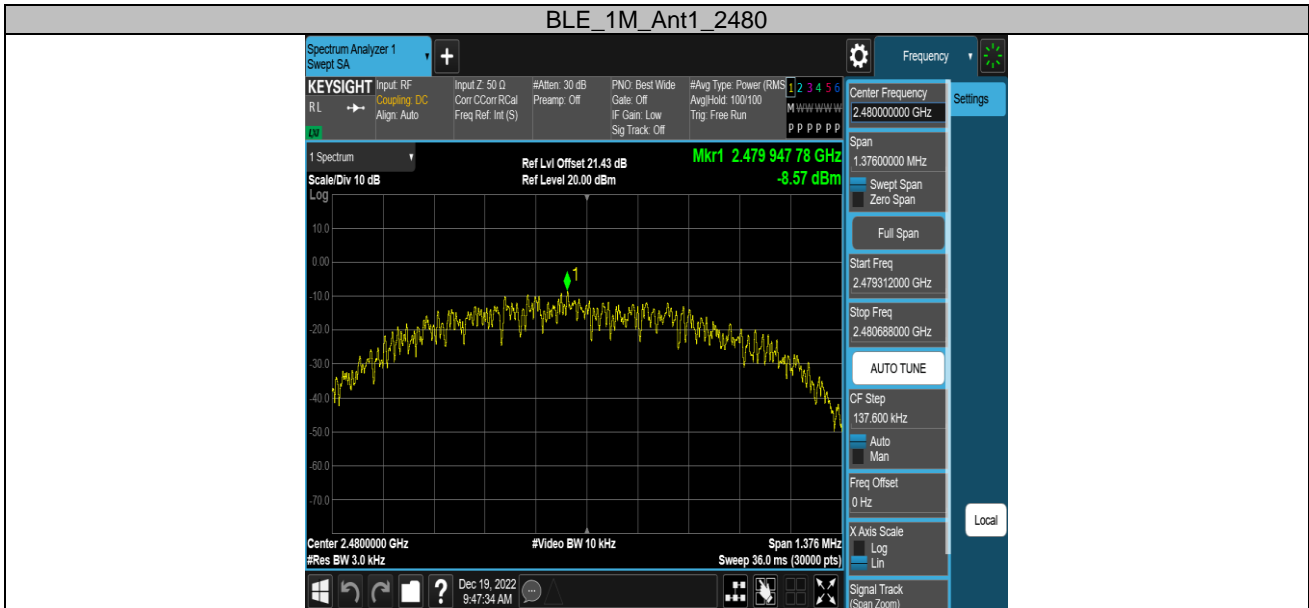 BLE_1M_Ant1_2480
Spectrum Analyzer 1
Swept SA
+
Frequency
KEYSIGHT
RL
LXI
Input: RF
Coupling: DC
Align: Auto
Input Z: 50 Ω
Corr CCorr RCal
Freq Ref: Int (S)
#Atten: 30 dB
Preamp: Off
PNO: Best Wide
Gate: Off
IF Gain: Low
Sig Track: Off
#Avg Type: Power (RMS
Avg|Hold: 100/100
Trig: Free Run
1 2 3 4 5 6
M W W W W W
P P P P P P
1 Spectrum
Scale/Div 10 dB
Log
Ref Lvl Offset 21.43 dB
Ref Level 20.00 dBm
Mkr1 2.479 947 78 GHz
-8.57 dBm
10.0
0.00
1
-10.0
-20.0
-30.0
-40.0
-50.0
-60.0
-70.0
Center 2.4800000 GHz
#Res BW 3.0 kHz
#Video BW 10 kHz
Span 1.376 MHz
Sweep 36.0 ms (30000 pts)
?
Dec 19, 2022
9:47:34 AM
Center Frequency
2.480000000 GHz
Settings
Span
1.37600000 MHz
Swept Span
Zero Span
Full Span
Start Freq
2.479312000 GHz
Stop Freq
2.480688000 GHz
AUTO TUNE
CF Step
137.600 kHz
Auto
Man
Freq Offset
0 Hz
Local
X Axis Scale
Log
Lin
Signal Track
(Span Zoom)